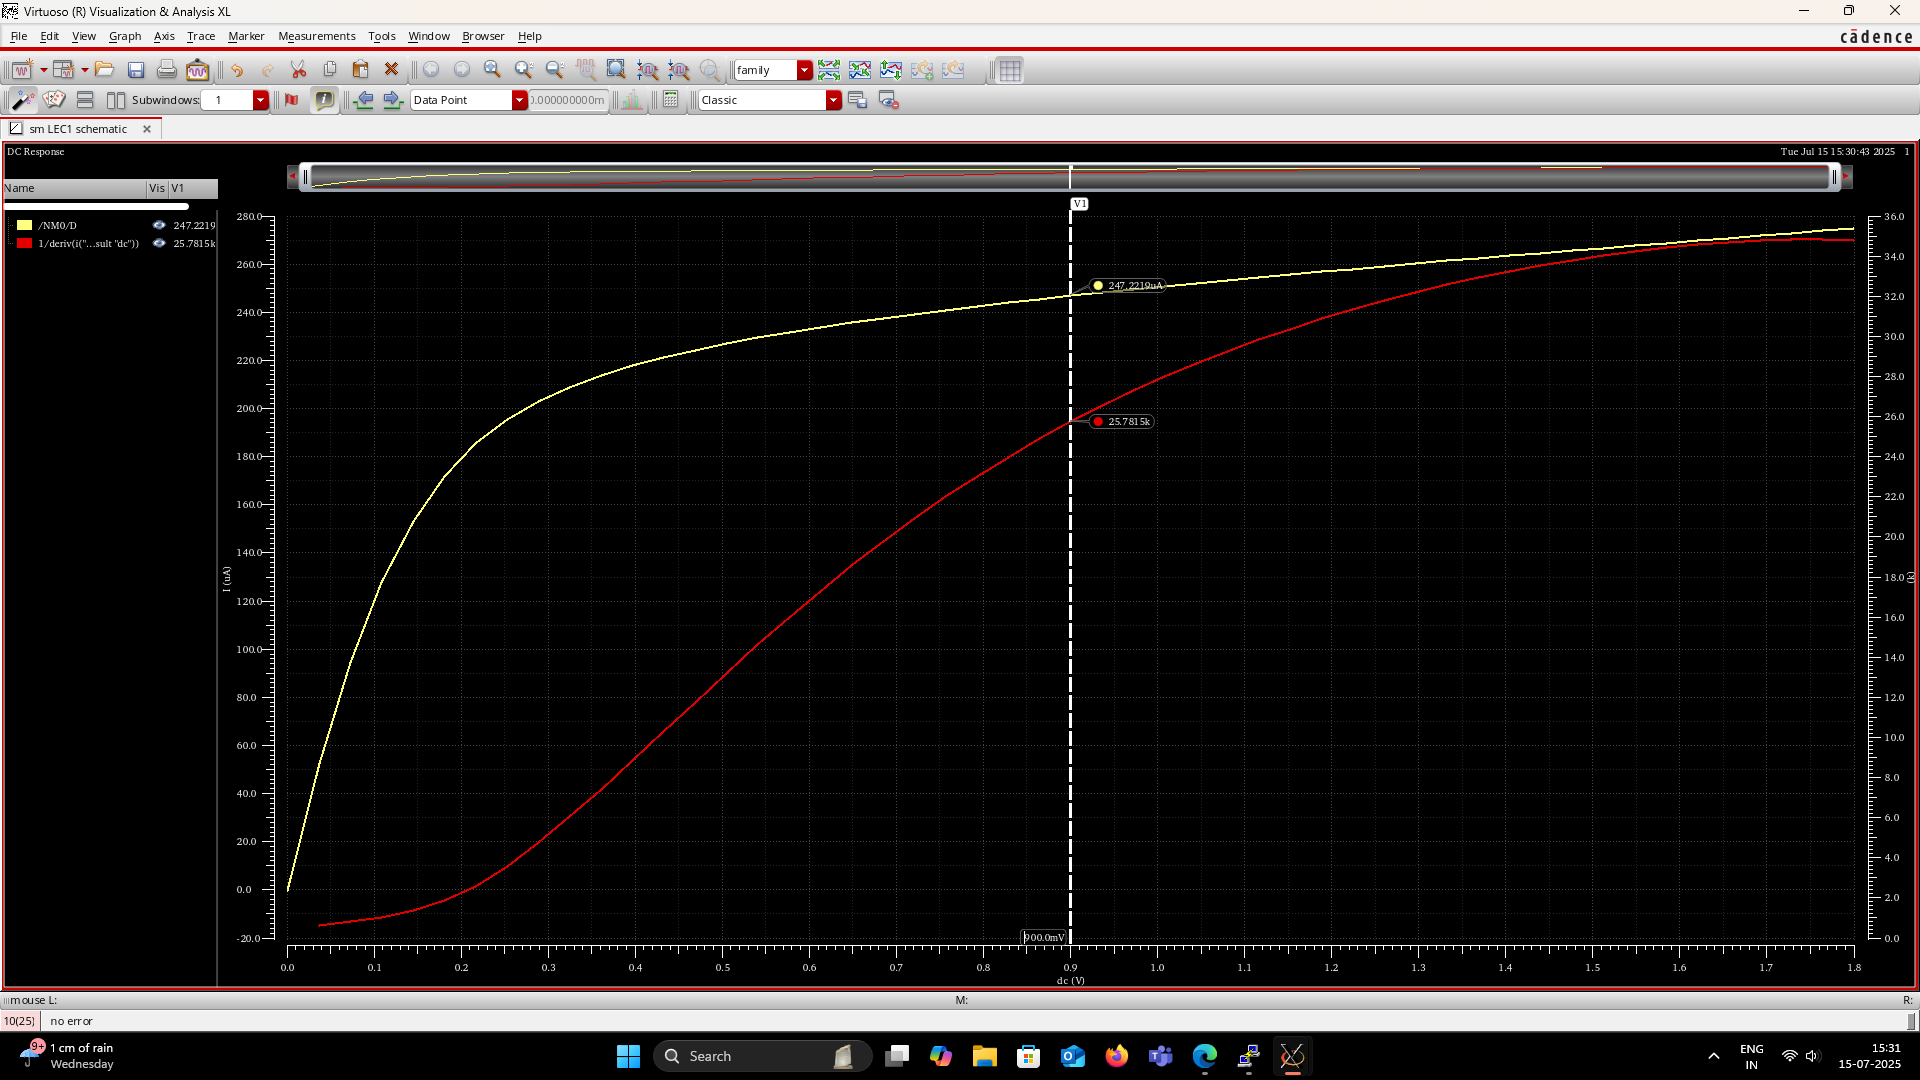 Virtuoso (R) Visualization & Analysis XL
File Edit View Graph Axis Trace Marker Measurements Tools Window Browser Help
cādence
family
Subwindows: 1
Data Point
0.000000000m
Classic
sm LEC1 schematic
DC Response
Tue Jul 15 15:30:43 2025 1
Name Vis V1
/NM0/D 247.2219
1/deriv(i("...sult "dc")) 25.7815k
V1
280.0
260.0
240.0
220.0
200.0
180.0
160.0
140.0
120.0
100.0
80.0
60.0
40.0
20.0
0.0
-20.0
I (uA)
247.2219uA
25.7815k
900.0mV
36.0
34.0
32.0
30.0
28.0
26.0
24.0
22.0
20.0
18.0
16.0
14.0
12.0
10.0
8.0
6.0
4.0
2.0
0.0
(k)
0.0 0.1 0.2 0.3 0.4 0.5 0.6 0.7 0.8 0.9 1.0 1.1 1.2 1.3 1.4 1.5 1.6 1.7 1.8
dc (V)
mouse L: M: R:
10(25) no error
9+
1 cm of rain
Wednesday
Search
ENG
IN
15:31
15-07-2025